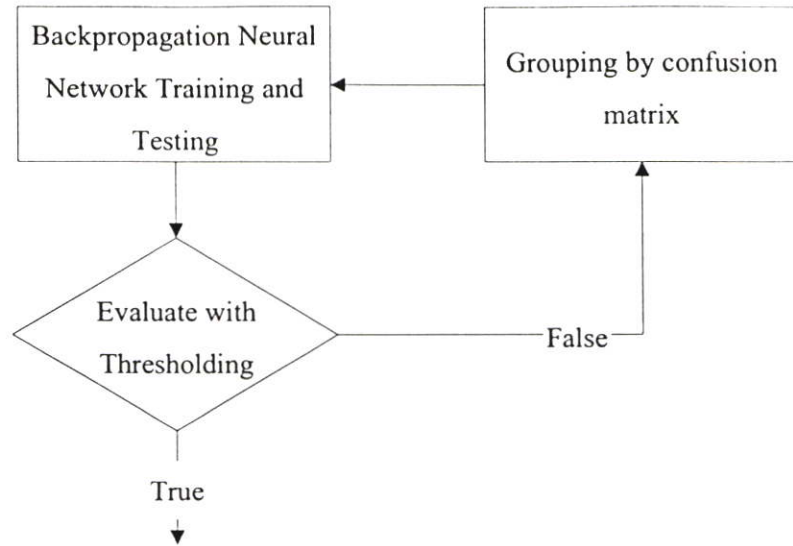 Backpropagation Neural
Network Training and
Testing
Grouping by confusion
matrix
Evaluate with
Thresholding
False
True